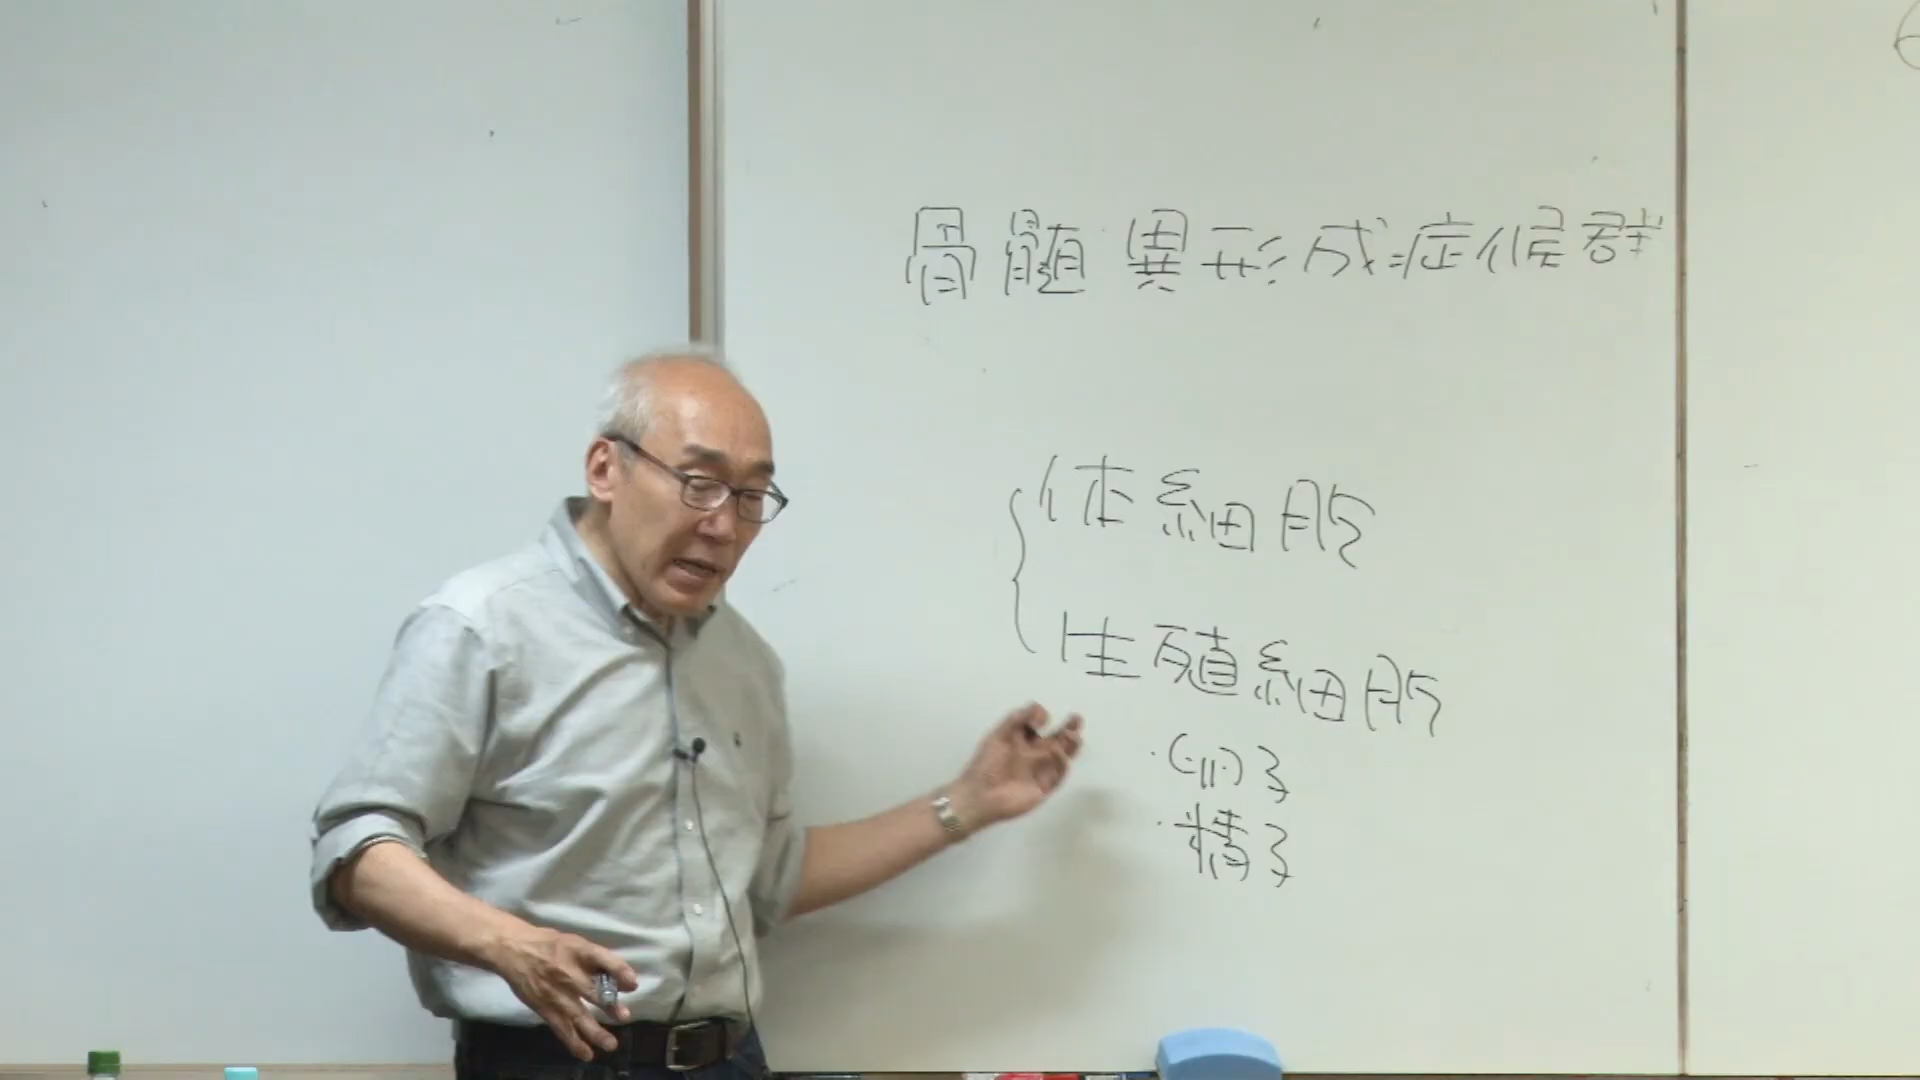 骨髄異形成症候群
体細胞
生殖細胞
・卵子
・精子